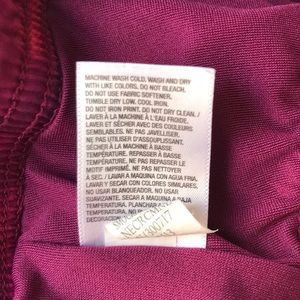 MACHINE WASH COLD, WASH AND DRY
WITH LIKE COLORS. DO NOT BLEACH.
DO NOT USE FABRIC SOFTENER.
TUMBLE DRY LOW. COOL IRON.
DO NOT IRON PRINT. DO NOT DRY CLEAN. /
LAVER À LA MACHINE À L'EAU FROIDE.
LAVER ET SÉCHER AVEC DES COULEURS
SEMBLABLES. NE PAS JAVELLISER.
NE PAS UTILISER D'ASSOUPLISSANT.
SÉCHER À LA MACHINE À BASSE
TEMPÉRATURE. REPASSER À BASSE
TEMPÉRATURE. NE PAS REPASSER LE
MOTIF IMPRIMÉ. NE PAS NETTOYER
À SEC. / LAVAR A MÁQUINA CON AGUA FRÍA.
LAVAR Y SECAR CON COLORES SIMILARES.
NO USAR BLANQUEADOR. NO USAR
SUAVIZANTE. SECAR A MÁQUINA A BAJA
TEMPERATURA. PLANCHAR
TEMPERATURA. NO
DECORACIÓN